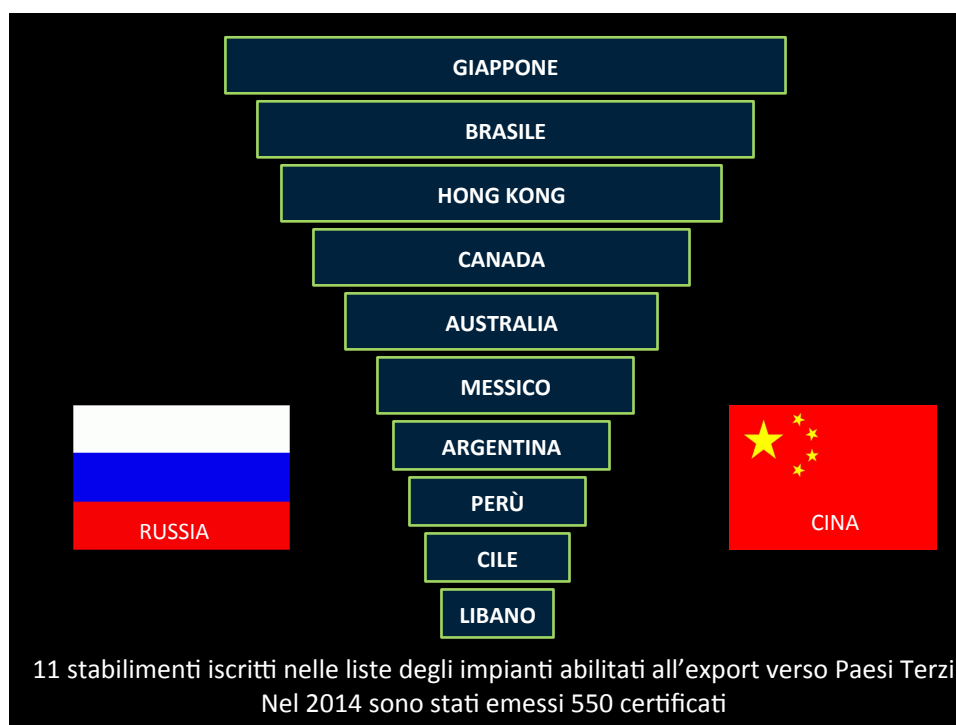 GIAPPONE
BRASILE
HONG KONG
CANADA
AUSTRALIA
MESSICO
ARGENTINA
PERÙ
CILE
LIBANO
RUSSIA
CINA
11 stabilimenti iscritti nelle liste degli impianti abilitati all'export verso Paesi Terzi
Nel 2014 sono stati emessi 550 certificati